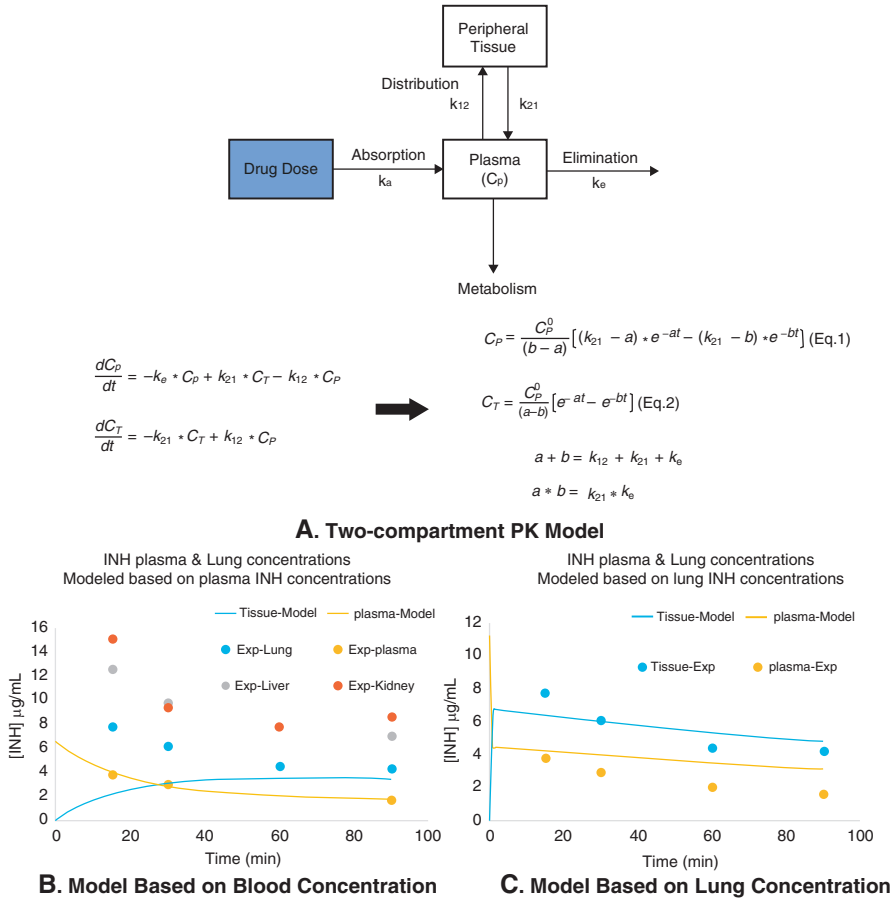 Peripheral
Tissue
Distribution
k12
k21
Drug Dose
Absorption
ka
Plasma
(Cp)
Elimination
ke
Metabolism
dCp/dt = −ke * Cp + k21 * CT − k12 * CP
dCT/dt = −k21 * CT + k12 * CP
CP = C⁰P/(b – a) [(k21 – a) * e^–at – (k21 – b) * e^–bt] (Eq.1)
CT = C⁰P/(a–b) [e^–at – e^–bt] (Eq.2)
a + b = k12 + k21 + ke
a * b = k21 * ke
A. Two-compartment PK Model
INH plasma & Lung concentrations
Modeled based on plasma INH concentrations
Tissue-Model
plasma-Model
Exp-Lung
Exp-plasma
Exp-Liver
Exp-Kidney
[INH] µg/mL
16
14
12
10
8
6
4
2
0
0 20 40 60 80 100
Time (min)
B. Model Based on Blood Concentration
INH plasma & Lung concentrations
Modeled based on lung INH concentrations
Tissue-Model
plasma-Model
Tissue-Exp
plasma-Exp
[INH] µg/mL
12
10
8
6
4
2
0
0 20 40 60 80 100
Time (min)
C. Model Based on Lung Concentration